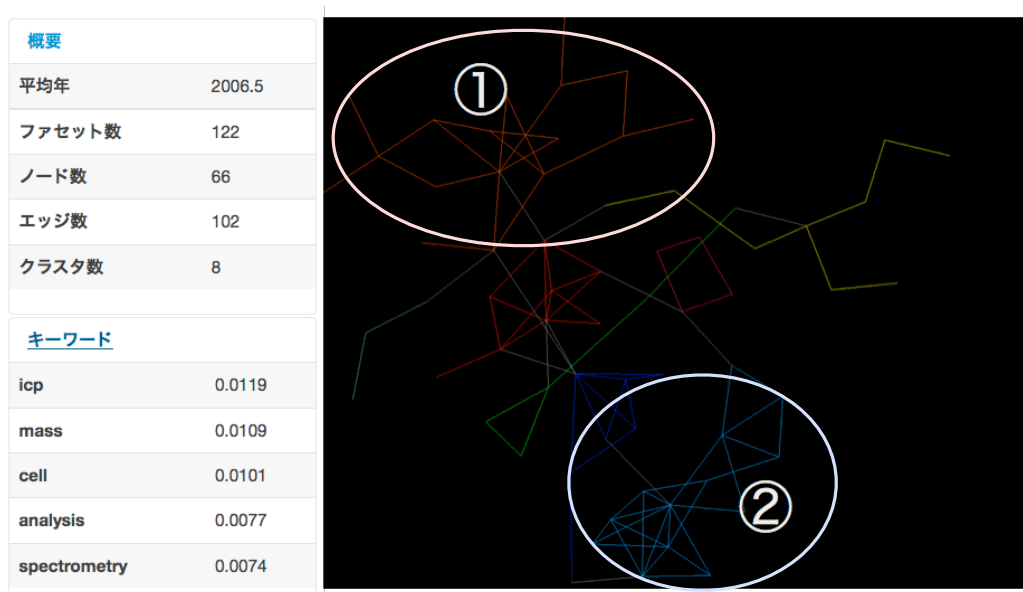 概要
平均年 2006.5
ファセット数 122
ノード数 66
エッジ数 102
クラスタ数 8
キーワード
icp 0.0119
mass 0.0109
cell 0.0101
analysis 0.0077
spectrometry 0.0074
①
②